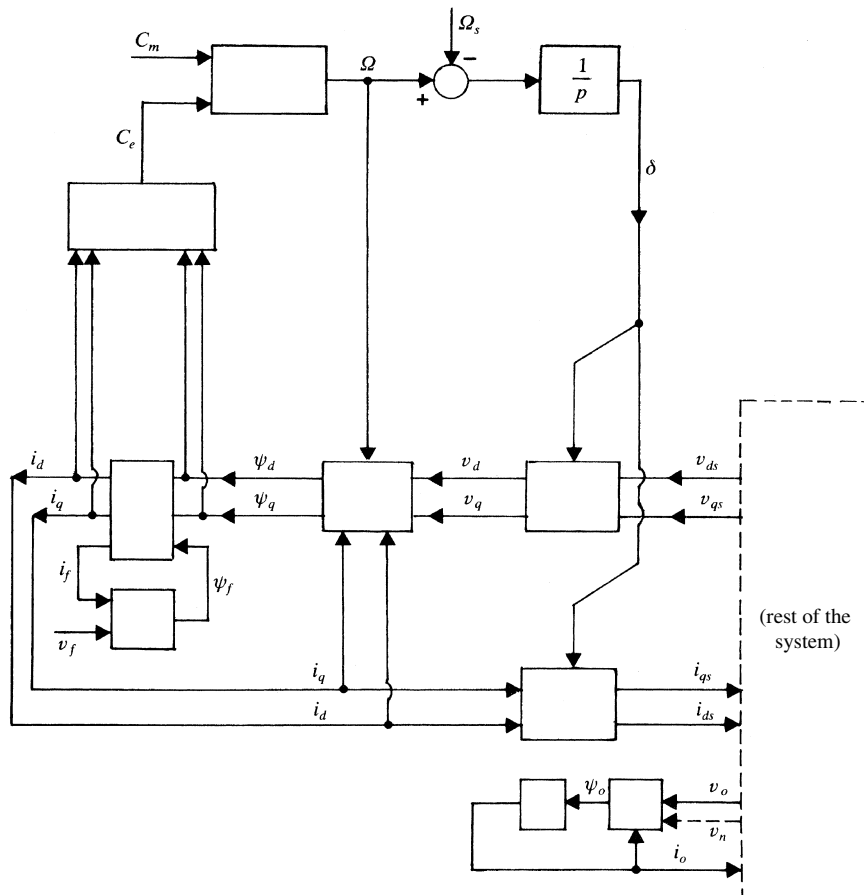 Ω_s
C_m
Ω
−
+
1
p
C_e
δ
i_d
ψ_d
v_d
v_ds
i_q
ψ_q
v_q
v_qs
i_f
ψ_f
v_f
(rest of the
system)
i_q
i_qs
i_d
i_ds
ψ_o
v_o
v_n
i_o